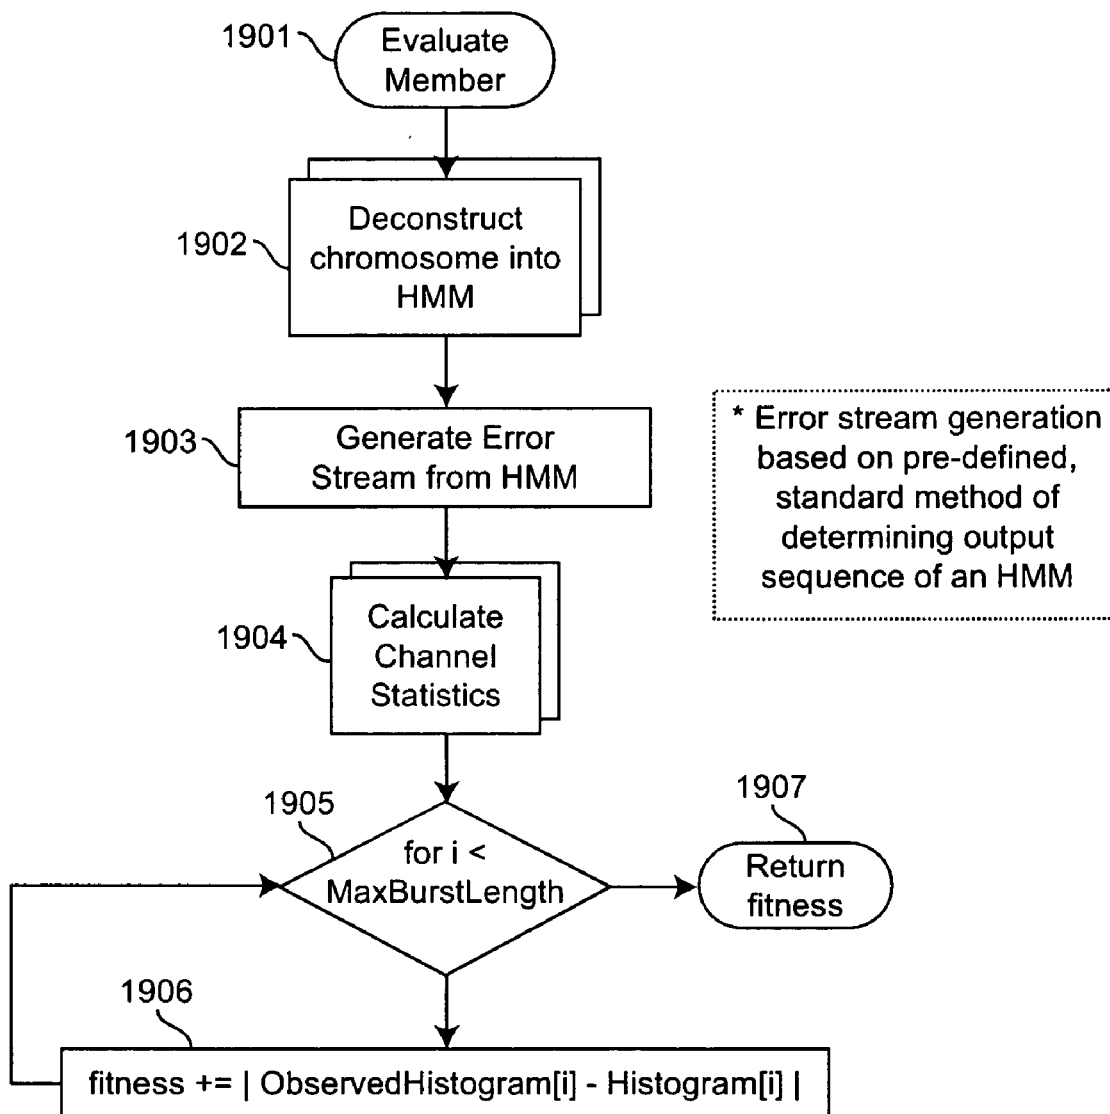 1901
Evaluate
Member
1902
Deconstruct
chromosome into
HMM
1903
Generate Error
Stream from HMM
* Error stream generation
based on pre-defined,
standard method of
determining output
sequence of an HMM
1904
Calculate
Channel
Statistics
1905
for i <
MaxBurstLength
1907
Return
fitness
1906
fitness += | ObservedHistogram[i] - Histogram[i] |